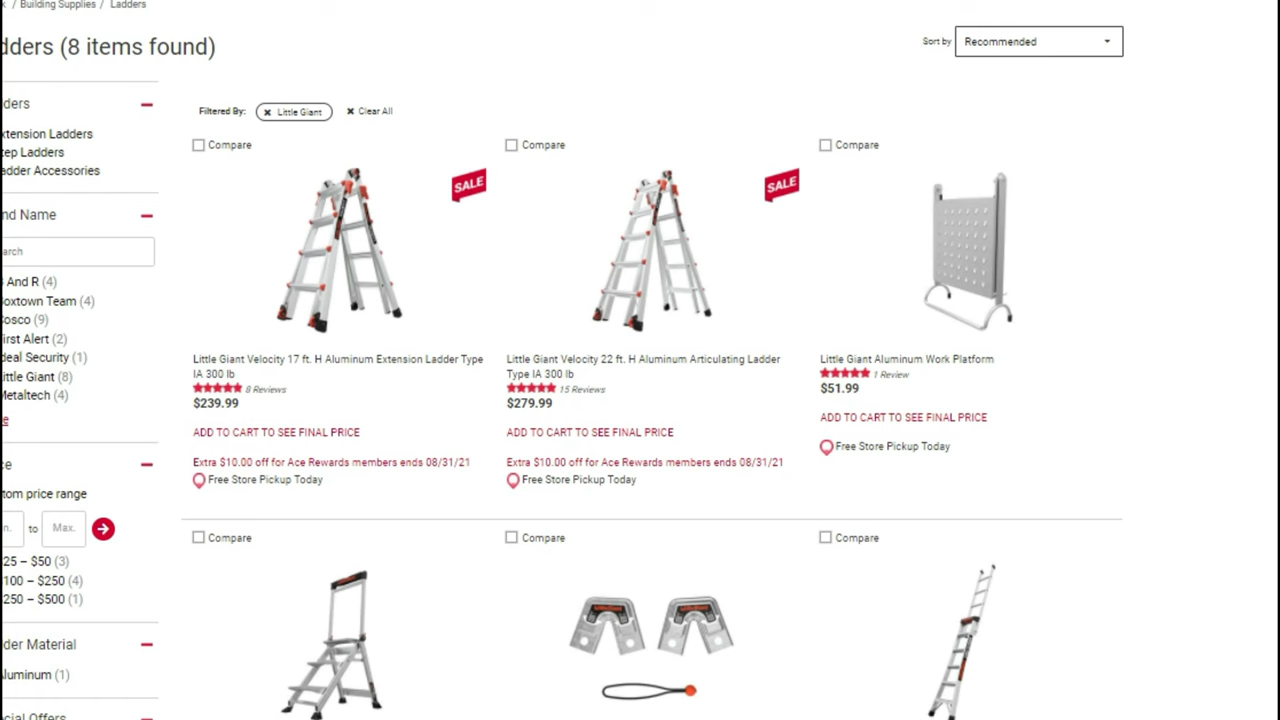 k / Building Supplies / Ladders
dders (8 items found)
Sort by Recommended
ders
xtension Ladders
tep Ladders
adder Accessories
nd Name
arch
And R (4)
oxtown Team (4)
osco (9)
irst Alert (2)
deal Security (1)
ittle Giant (8)
Metaltech (4)
e
ce
tom price range
n. to Max.
25 – $50 (3)
100 – $250 (4)
250 – $500 (1)
der Material
luminum (1)
cial Offers
Filtered By: × Little Giant × Clear All
Compare
SALE
Little Giant Velocity 17 ft. H Aluminum Extension Ladder Type
IA 300 lb
8 Reviews
$239.99
ADD TO CART TO SEE FINAL PRICE
Extra $10.00 off for Ace Rewards members ends 08/31/21
Free Store Pickup Today
Compare
SALE
Little Giant Velocity 22 ft. H Aluminum Articulating Ladder
Type IA 300 lb
15 Reviews
$279.99
ADD TO CART TO SEE FINAL PRICE
Extra $10.00 off for Ace Rewards members ends 08/31/21
Free Store Pickup Today
Compare
Little Giant Aluminum Work Platform
1 Review
$51.99
ADD TO CART TO SEE FINAL PRICE
Free Store Pickup Today
Compare
Compare
Compare